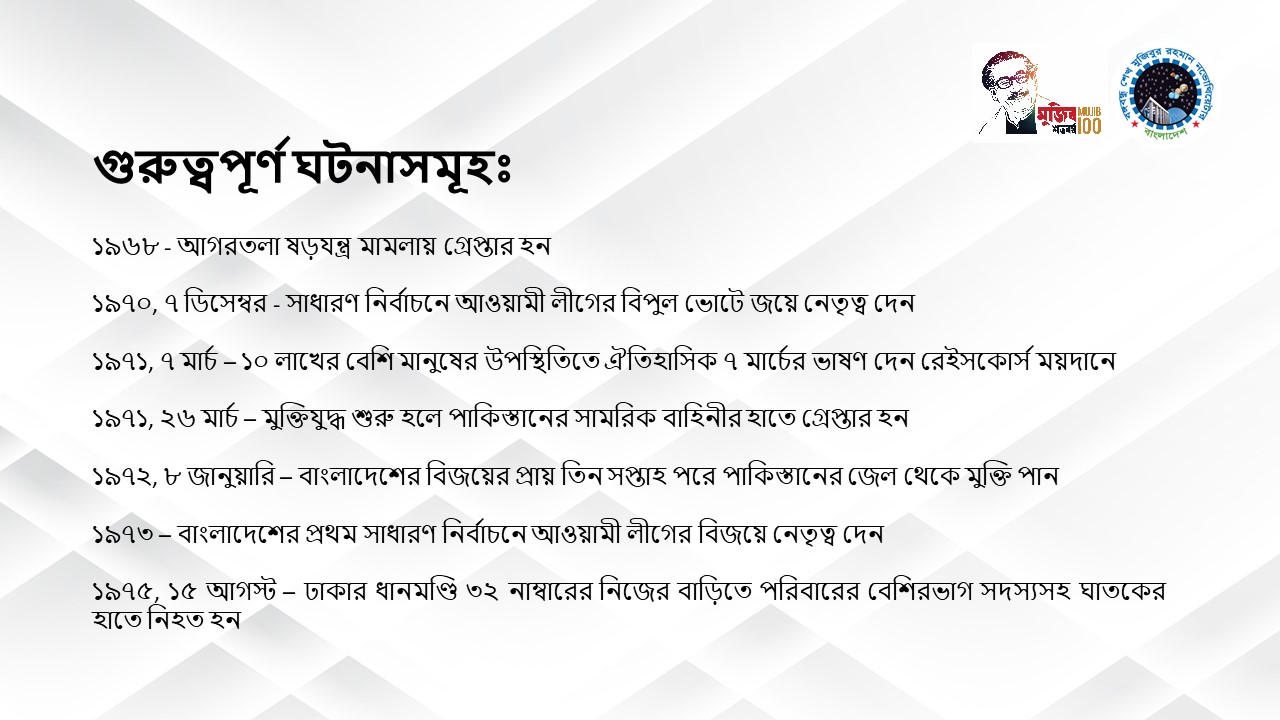 মুজিব
শতবর্ষ
MUJIB
100
বঙ্গবন্ধু শেখ মুজিবুর রহমান নভোথিয়েটার
বাংলাদেশ
গুরুত্বপূর্ণ ঘটনাসমূহঃ
১৯৬৮ - আগরতলা ষড়যন্ত্র মামলায় গ্রেপ্তার হন
১৯৭০, ৭ ডিসেম্বর - সাধারণ নির্বাচনে আওয়ামী লীগের বিপুল ভোটে জয়ে নেতৃত্ব দেন
১৯৭১, ৭ মার্চ – ১০ লাখের বেশি মানুষের উপস্থিতিতে ঐতিহাসিক ৭ মার্চের ভাষণ দেন রেইসকোর্স ময়দানে
১৯৭১, ২৬ মার্চ – মুক্তিযুদ্ধ শুরু হলে পাকিস্তানের সামরিক বাহিনীর হাতে গ্রেপ্তার হন
১৯৭২, ৮ জানুয়ারি – বাংলাদেশের বিজয়ের প্রায় তিন সপ্তাহ পরে পাকিস্তানের জেল থেকে মুক্তি পান
১৯৭৩ – বাংলাদেশের প্রথম সাধারণ নির্বাচনে আওয়ামী লীগের বিজয়ে নেতৃত্ব দেন
১৯৭৫, ১৫ আগস্ট – ঢাকার ধানমণ্ডি ৩২ নাম্বারের নিজের বাড়িতে পরিবারের বেশিরভাগ সদস্যসহ ঘাতকের
হাতে নিহত হন